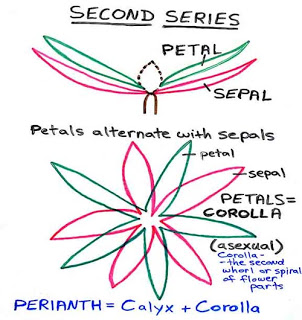 SECOND SERIES
PETAL
SEPAL
Petals alternate with sepals
petal
sepal
PETALS=
COROLLA
(asexual)
Corolla-
-the second
whorl or spiral
of flower
parts
PERIANTH = Calyx + Corolla